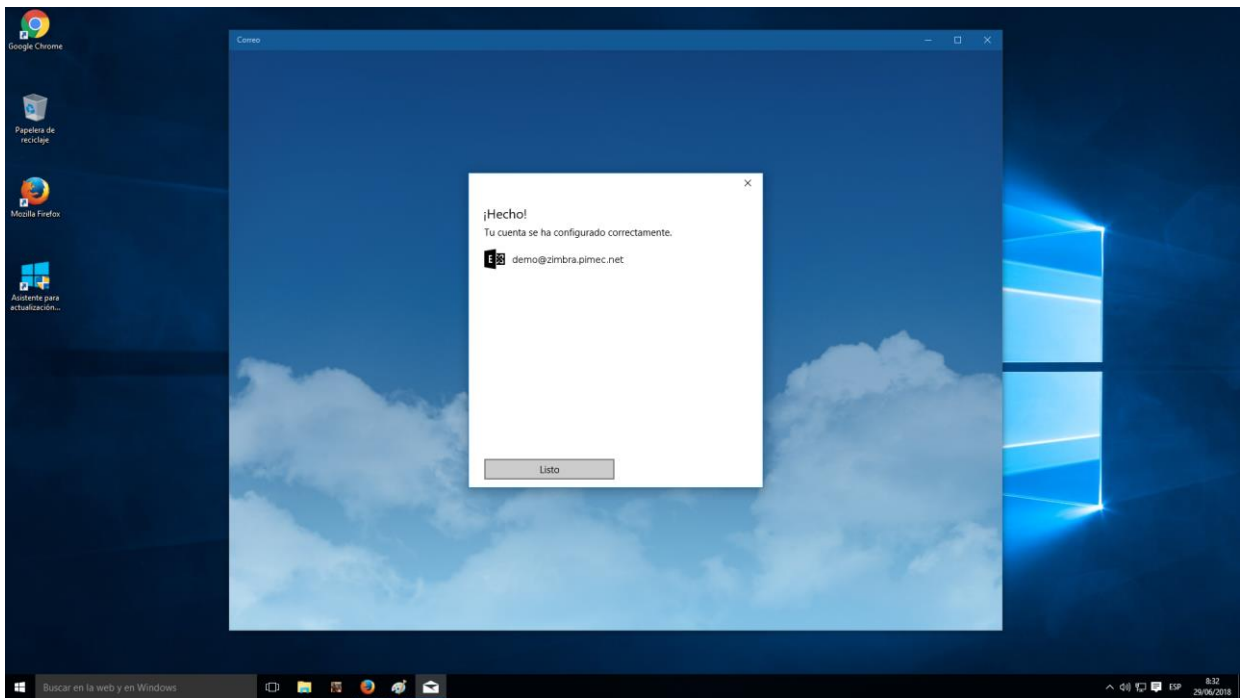 Google Chrome
Papelera de
reciclaje
Mozilla Firefox
Asistente para
actualización...
Correo
¡Hecho!
Tu cuenta se ha configurado correctamente.
E
demo@zimbra.pimec.net
Listo
Buscar en la web y en Windows
ESP
8:32
29/06/2018